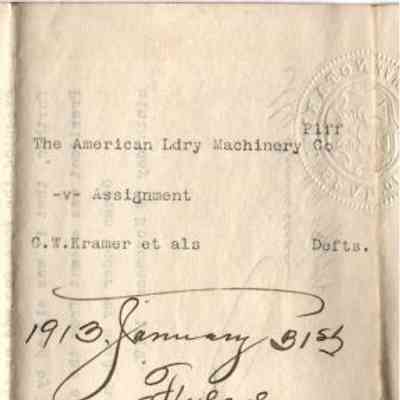 Plff
The American Ldry Machinery Co
-v- Assignment
C.W.Kramer et als Defts.
1913, January 31st
Filed